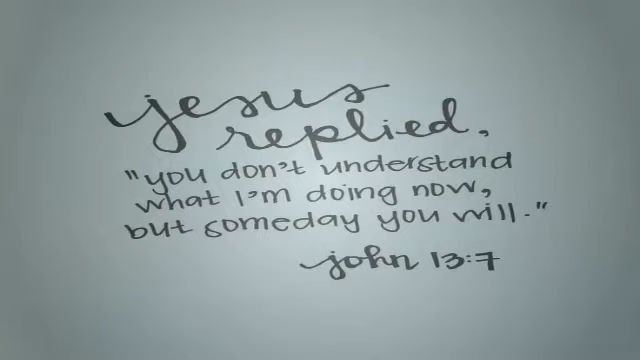 jesus
replied,
"you don't understand
what I'm doing now,
but someday you will."
john 13:7